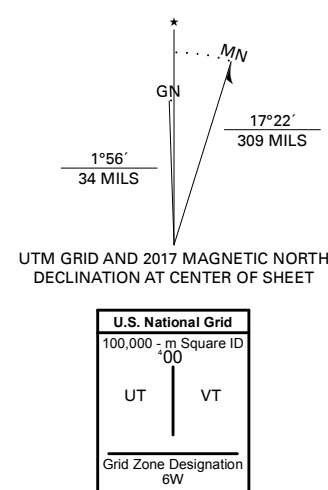 ★
MN
GN
1°56´
34 MILS
17°22´
309 MILS
UTM GRID AND 2017 MAGNETIC NORTH
DECLINATION AT CENTER OF SHEET
U.S. National Grid
100,000 - m Square ID
⁴00
UT VT
Grid Zone Designation
6W